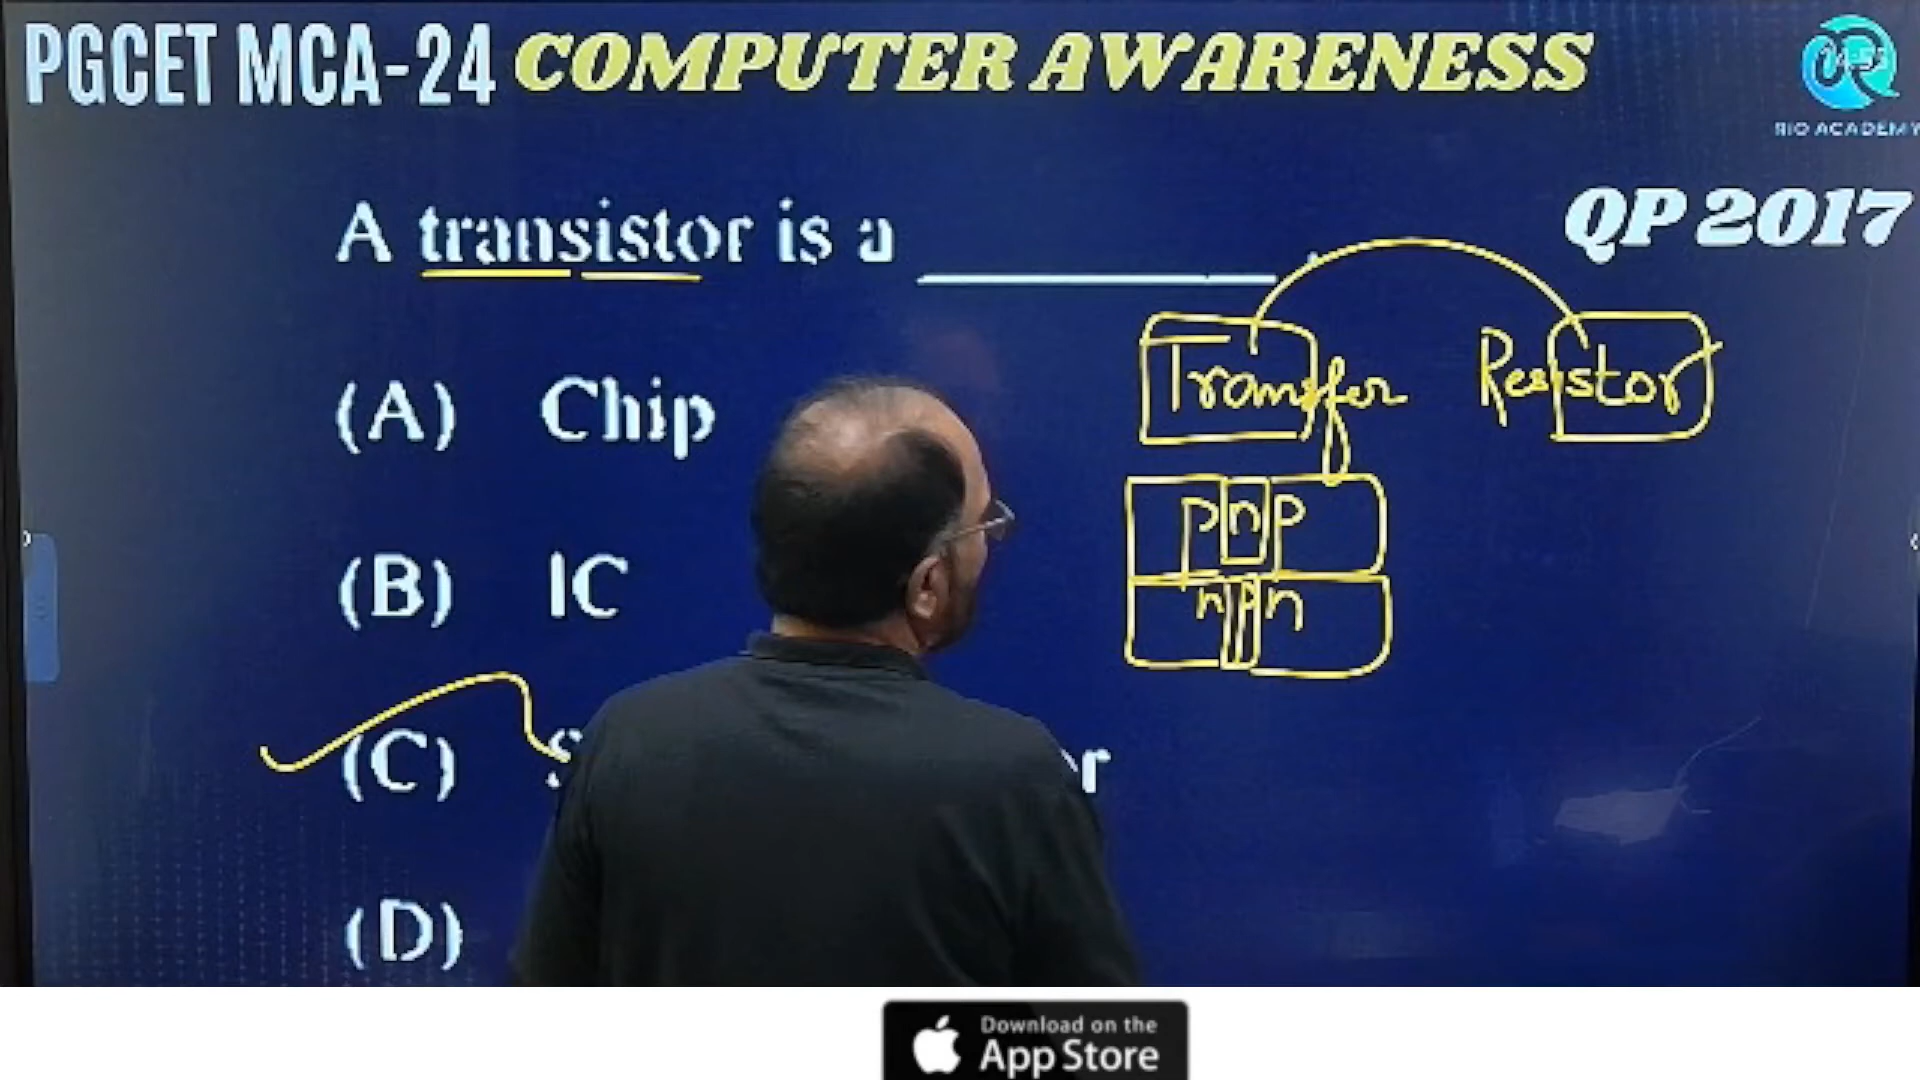 PGCET MCA-24 COMPUTER AWARENESS
RIO ACADEMY
QP 2017
A transistor is a __________ .
Transfer Resistor
(A) Chip
pnp
(B) IC
npn
(C)
(D)
Download on the
App Store